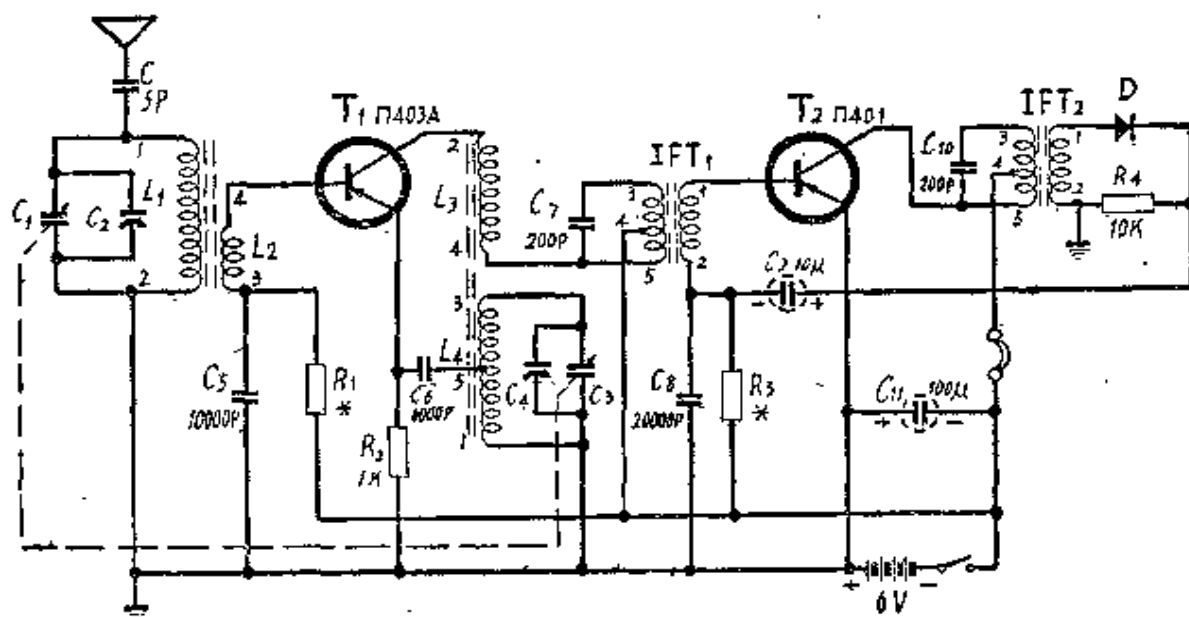 C
5P
T1 П403А
T2 П401
IFT2
D
IFT1
1
2
3
1
C10
200P
3
4
5
1
2
R4
10K
C1
C2
L1
4
L2
L3
C7
200P
3
4
5
1
2
4
2
3
3
C9 10μ
- +
C5
10000P
R1
*
C6
L4
5
C4
C3
C8
20000P
R3
*
C11 100μ
+ -
R2
1K
1
+ -
6V